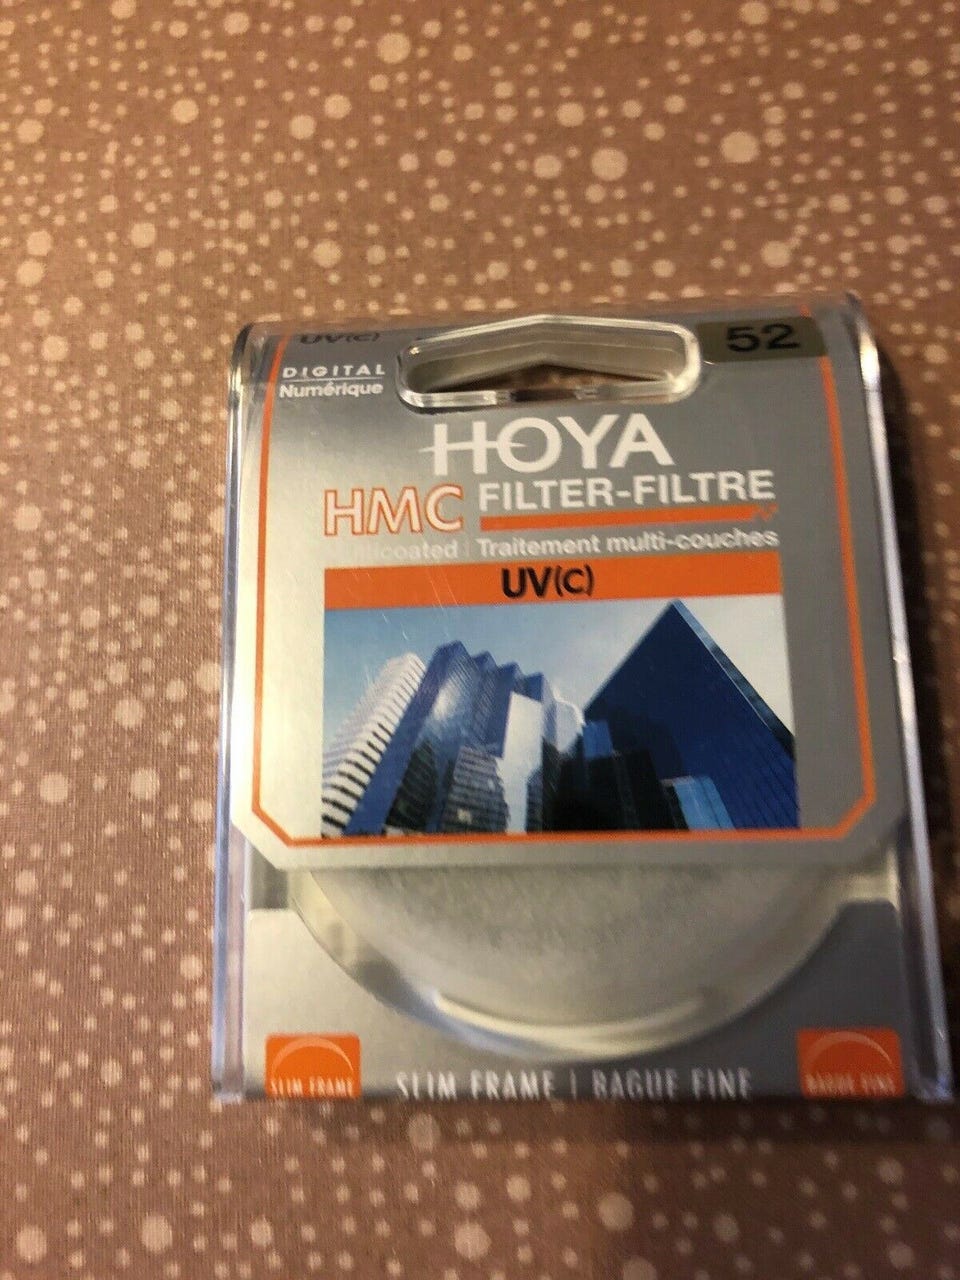 UV(C)
52
DIGITAL
Numérique
HOYA
HMC FILTER-FILTRE
Traitement multi-couches
UV(C)
SLIM FRAME
SLIM FRAME | BAGUE FINE
BAGUE FINE